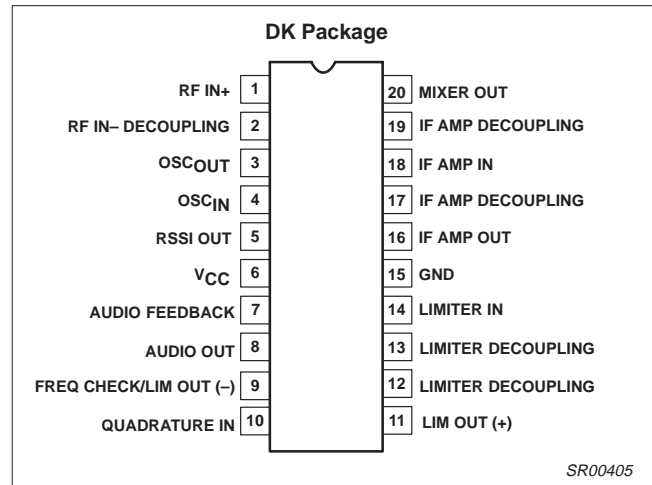 DK Package
RF IN+ 1
RF IN– DECOUPLING 2
OSCOUT 3
OSCIN 4
RSSI OUT 5
VCC 6
AUDIO FEEDBACK 7
AUDIO OUT 8
FREQ CHECK/LIM OUT (–) 9
QUADRATURE IN 10
20 MIXER OUT
19 IF AMP DECOUPLING
18 IF AMP IN
17 IF AMP DECOUPLING
16 IF AMP OUT
15 GND
14 LIMITER IN
13 LIMITER DECOUPLING
12 LIMITER DECOUPLING
11 LIM OUT (+)
SR00405